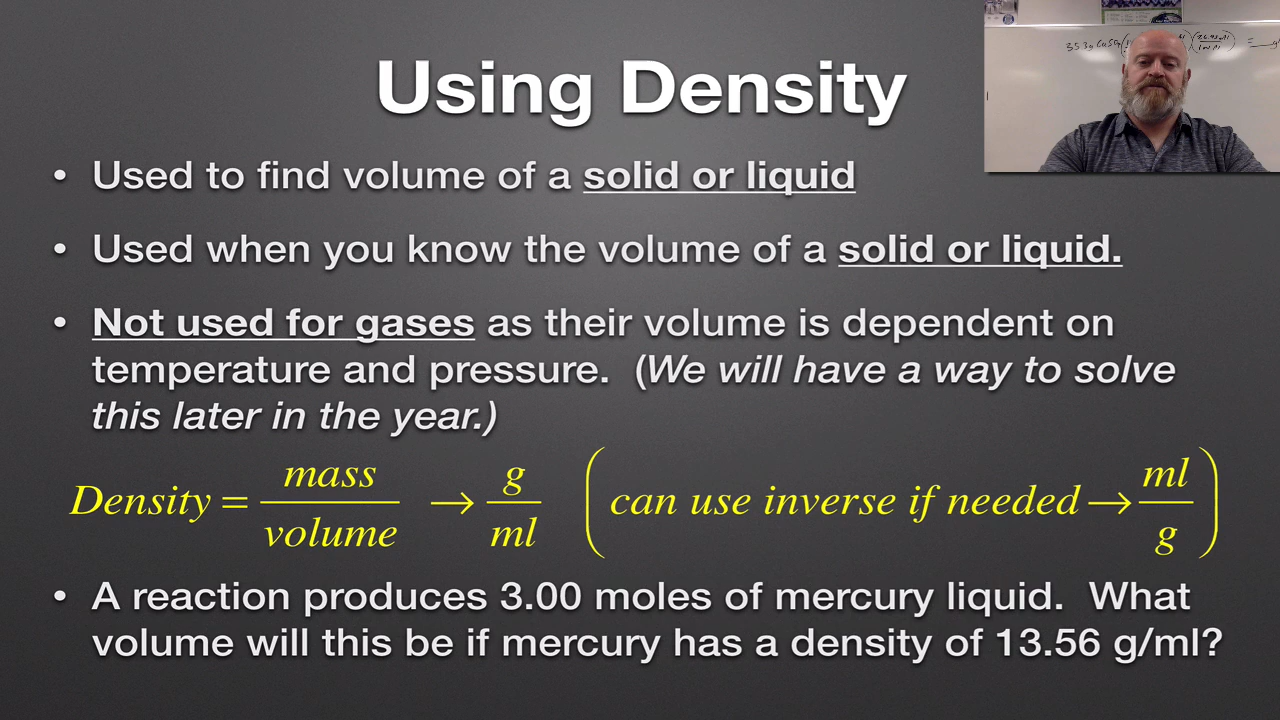 Using Density
• Used to find volume of a solid or liquid
• Used when you know the volume of a solid or liquid.
• Not used for gases as their volume is dependent on
temperature and pressure. (We will have a way to solve
this later in the year.)
Density = mass / volume → g / ml ( can use inverse if needed → ml / g )
• A reaction produces 3.00 moles of mercury liquid. What
volume will this be if mercury has a density of 13.56 g/ml?